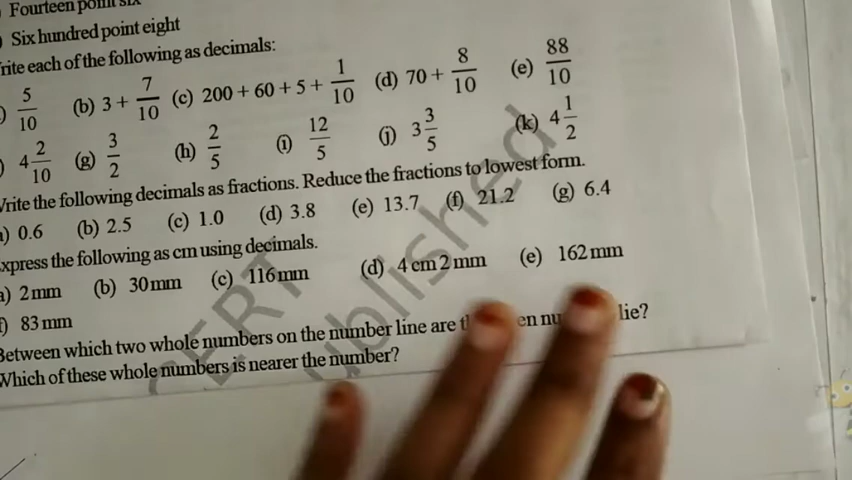 Fourteen point six
Six hundred point eight
rite each of the following as decimals:
) 5/10 (b) 3 + 7/10 (c) 200 + 60 + 5 + 1/10 (d) 70 + 8/10 (e) 88/10
) 4 2/10 (g) 3/2 (h) 2/5 (i) 12/5 (j) 3 3/5 (k) 4 1/2
Write the following decimals as fractions. Reduce the fractions to lowest form.
a) 0.6 (b) 2.5 (c) 1.0 (d) 3.8 (e) 13.7 (f) 21.2 (g) 6.4
xpress the following as cm using decimals.
a) 2 mm (b) 30 mm (c) 116 mm (d) 4 cm 2 mm (e) 162 mm
f) 83 mm
Between which two whole numbers on the number line are lie?
Which of these whole numbers is nearer the number?